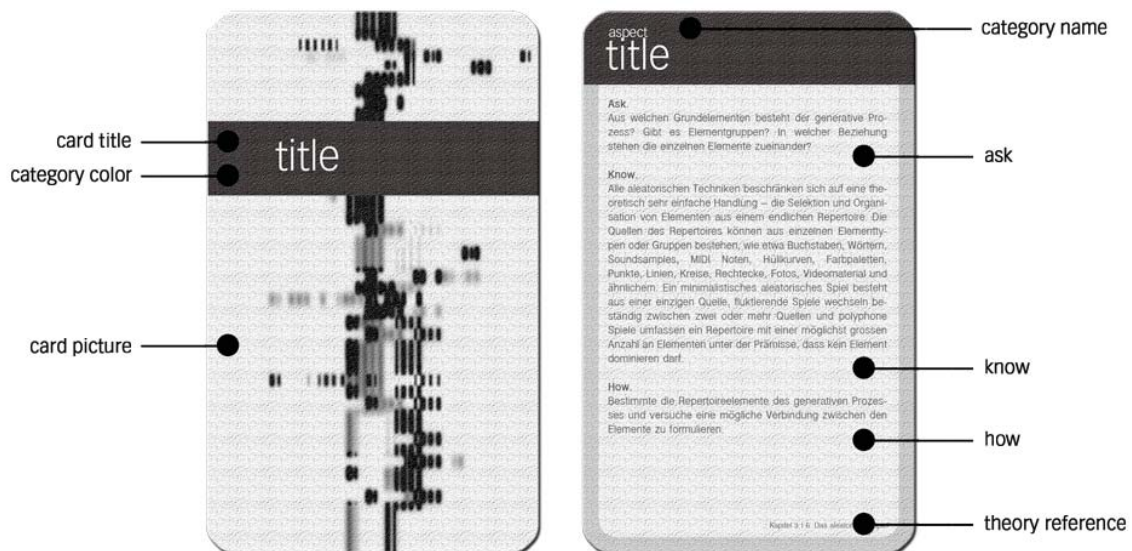 card title
category color
card picture
title
aspect
title
Ask.
Aus welchen Grundelementen besteht der generative Pro-
zess? Gibt es Elementgruppen? In welcher Beziehung
stehen die einzelnen Elemente zueinander?
Know.
Alle aleatorischen Techniken beschränken sich auf eine the-
oretisch sehr einfache Handlung – die Selektion und Organi-
sation von Elementen aus einem endlichen Repertoire. Die
Quellen des Repertoires können aus einzelnen Elementty-
pen oder Gruppen bestehen, wie etwa Buchstaben, Wörtern,
Soundsamples, MIDI Noten, Hüllkurven, Farbpaletten,
Punkte, Linien, Kreise, Rechtecke, Fotos, Videomaterial und
ähnlichem. Ein minimalistisches aleatorisches Spiel besteht
aus einer einzigen Quelle, fluktierende Spiele wechseln be-
ständig zwischen zwei oder mehr Quellen und polyphone
Spiele umfassen ein Repertoire mit einer möglichst grossen
Anzahl an Elementen unter der Prämisse, dass kein Element
dominieren darf.
How.
Bestimmte die Repertoireelemente des generativen Prozes-
ses und versuche eine mögliche Verbindung zwischen den
Elemente zu formulieren.
Kapitel 3.1.6 Das
category name
ask
know
how
theory reference